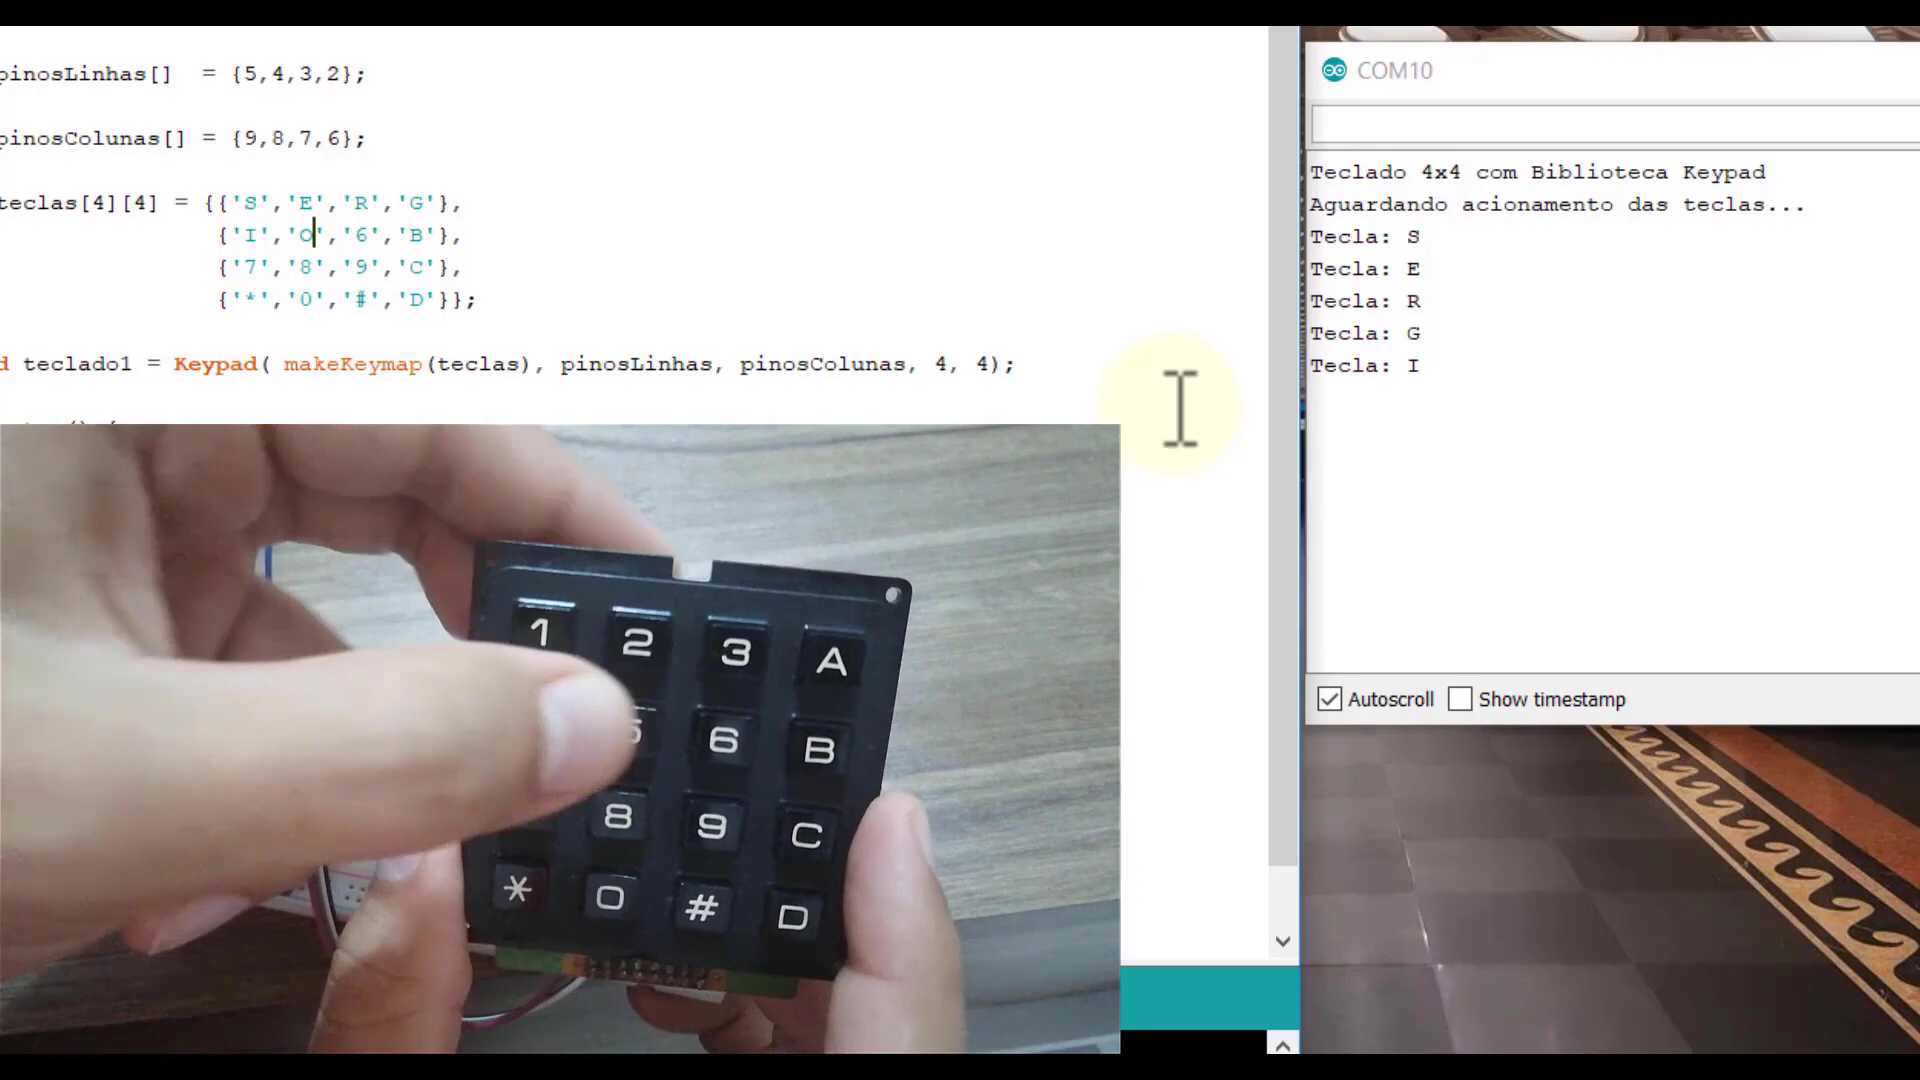 pinosLinhas[] = {5,4,3,2};
pinosColunas[] = {9,8,7,6};
teclas[4][4] = {{'S','E','R','G'},
{'I','O','6','B'},
{'7','8','9','C'},
{'*','0','#','D'}};
d teclado1 = Keypad( makeKeymap(teclas), pinosLinhas, pinosColunas, 4, 4);
COM10
Teclado 4x4 com Biblioteca Keypad
Aguardando acionamento das teclas...
Tecla: S
Tecla: E
Tecla: R
Tecla: G
Tecla: I
Autoscroll Show timestamp
1 2 3 A
5 6 B
8 9 C
* 0 # D